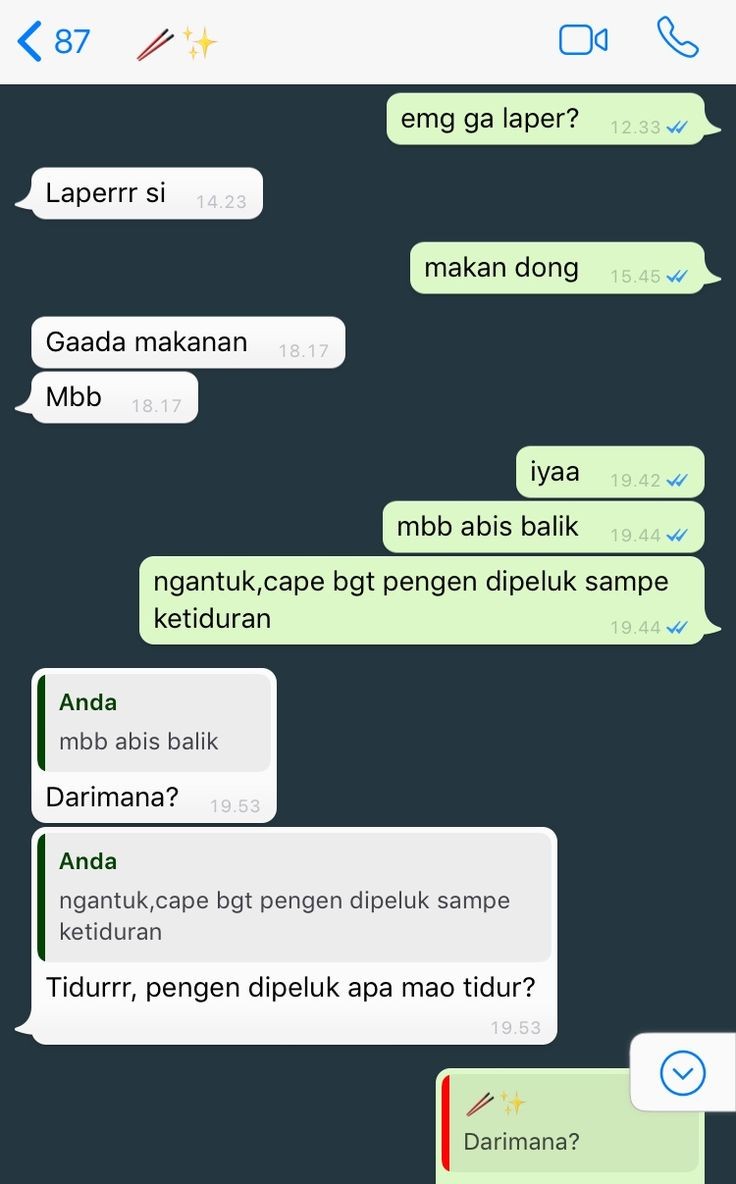 87 🥢✨
emg ga laper? 12.33
Laperrr si 14.23
makan dong 15.45
Gaada makanan 18.17
Mbb 18.17
iyaa 19.42
mbb abis balik 19.44
ngantuk,cape bgt pengen dipeluk sampe
ketiduran 19.44
Anda
mbb abis balik
Darimana? 19.53
Anda
ngantuk,cape bgt pengen dipeluk sampe
ketiduran
Tidurrr, pengen dipeluk apa mao tidur?
19.53
🥢✨
Darimana?